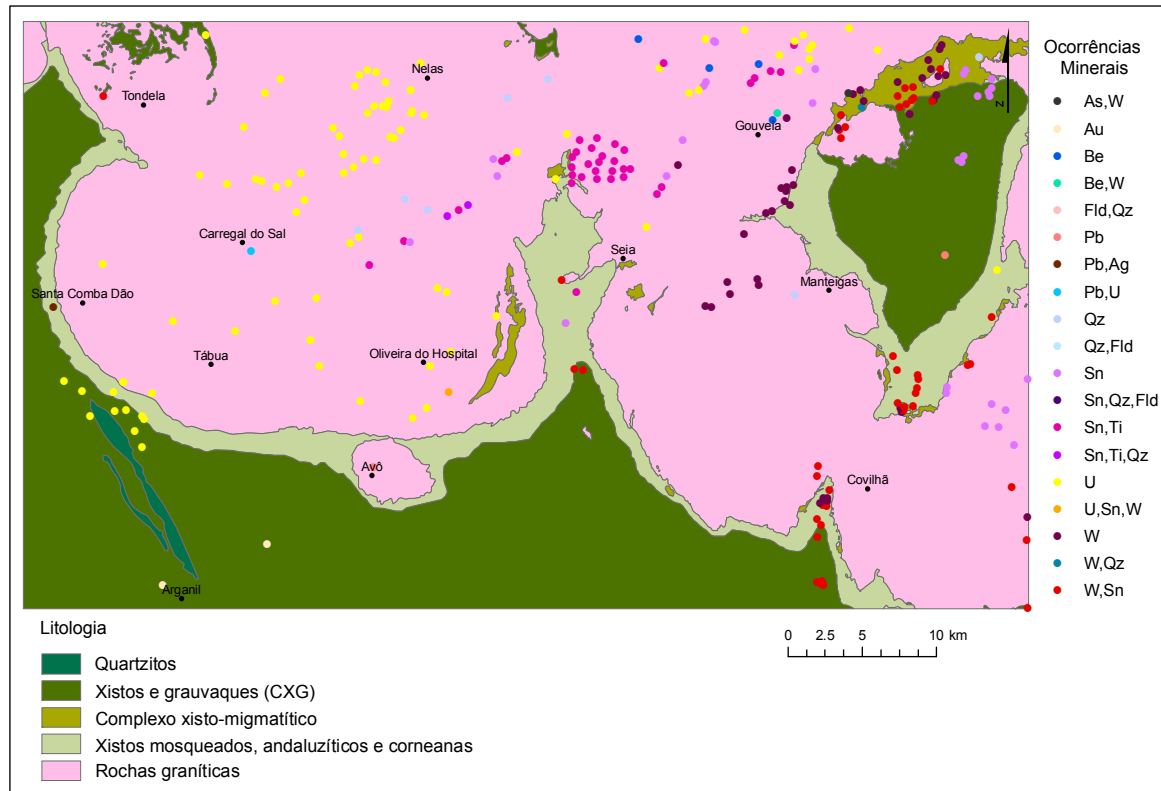 Tondela
Nelas
Gouveia
Carregal do Sal
Seia
Manteigas
Santa Comba Dão
Tábua
Oliveira do Hospital
Avô
Covilhã
Arganil
N
Ocorrências
Minerais
As,W
Au
Be
Be,W
Fld,Qz
Pb
Pb,Ag
Pb,U
Qz
Qz,Fld
Sn
Sn,Qz,Fld
Sn,Ti
Sn,Ti,Qz
U
U,Sn,W
W
W,Qz
W,Sn
Litologia
Quartzitos
Xistos e grauvaques (CXG)
Complexo xisto-migmatítico
Xistos mosqueados, andaluzíticos e corneanas
Rochas graníticas
0 2.5 5 10 km